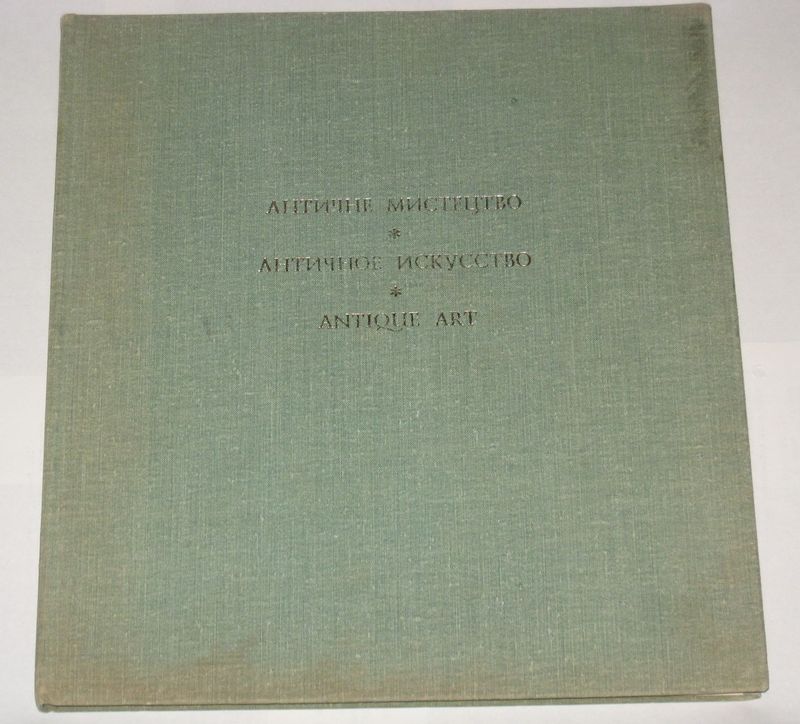 АНТИЧНЕ МИСТЕЦТВО
*
АНТИЧНОЕ ИСКУССТВО
*
ANTIQUE ART